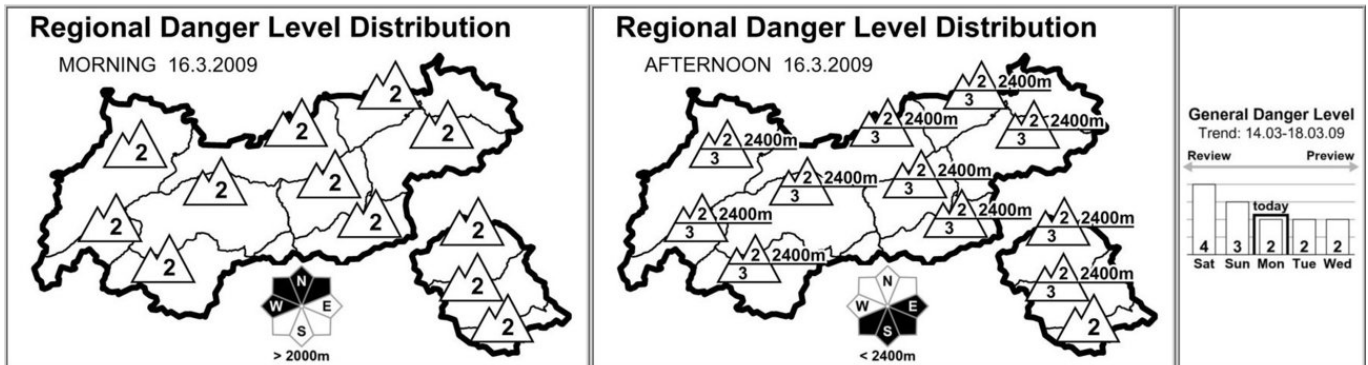 Regional Danger Level Distribution
MORNING 16.3.2009
2
2
2
2
2
2
2
2
2
2
2
2
N
W E
S
> 2000m
Regional Danger Level Distribution
AFTERNOON 16.3.2009
2 2400m
3
2 2400m
3
2 2400m
3
2 2400m
3
2 2400m
3
2 2400m
3
2 2400m
3
2 2400m
3
2 2400m
3
2 2400m
3
2 2400m
3
2
N
W E
S
< 2400m
General Danger Level
Trend: 14.03-18.03.09
Review Preview
today
4 3 2 2 2
Sat Sun Mon Tue Wed